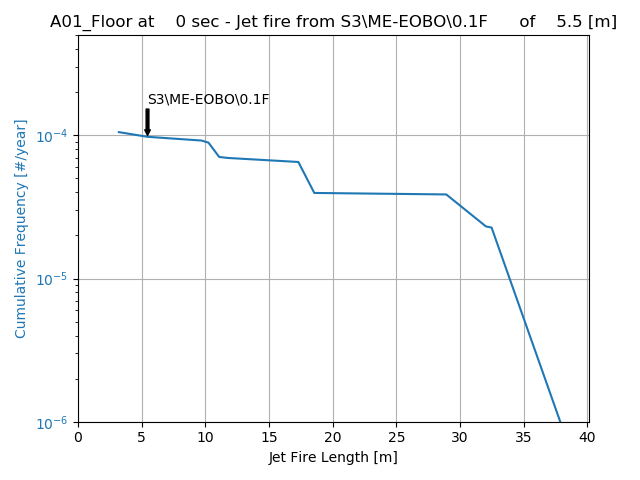 A01_Floor at    0 sec - Jet fire from S3\ME-EOBO\0.1F      of    5.5 [m]
S3\ME-EOBO\0.1F
Cumulative Frequency [#/year]
10⁻⁴
10⁻⁵
10⁻⁶
0 5 10 15 20 25 30 35 40
Jet Fire Length [m]